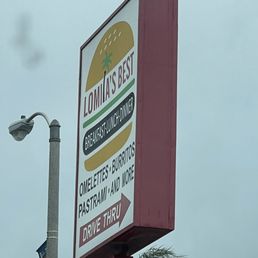 LOMITA'S BEST
BREAKFAST-LUNCH-DINNER
OMELETTES • BURRITOS
PASTRAMI • AND MORE
DRIVE THRU